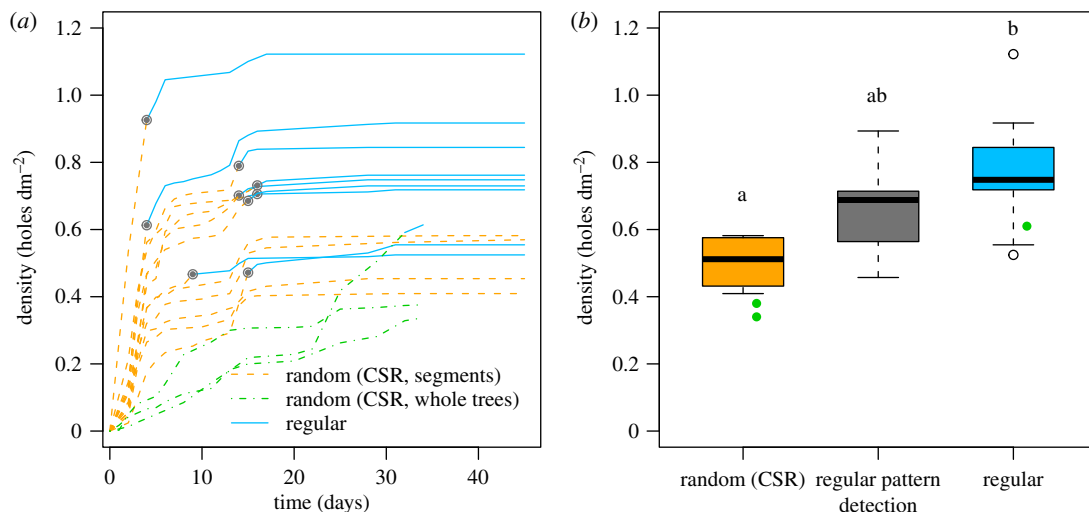 (a)
1.2
1.0
0.8
0.6
0.4
0.2
0
density (holes dm−2)
random (CSR, segments)
random (CSR, whole trees)
regular
0 10 20 30 40
time (days)
(b)
1.2
1.0
0.8
0.6
0.4
0.2
0
density (holes dm−2)
a
ab
b
random (CSR) regular pattern regular
detection